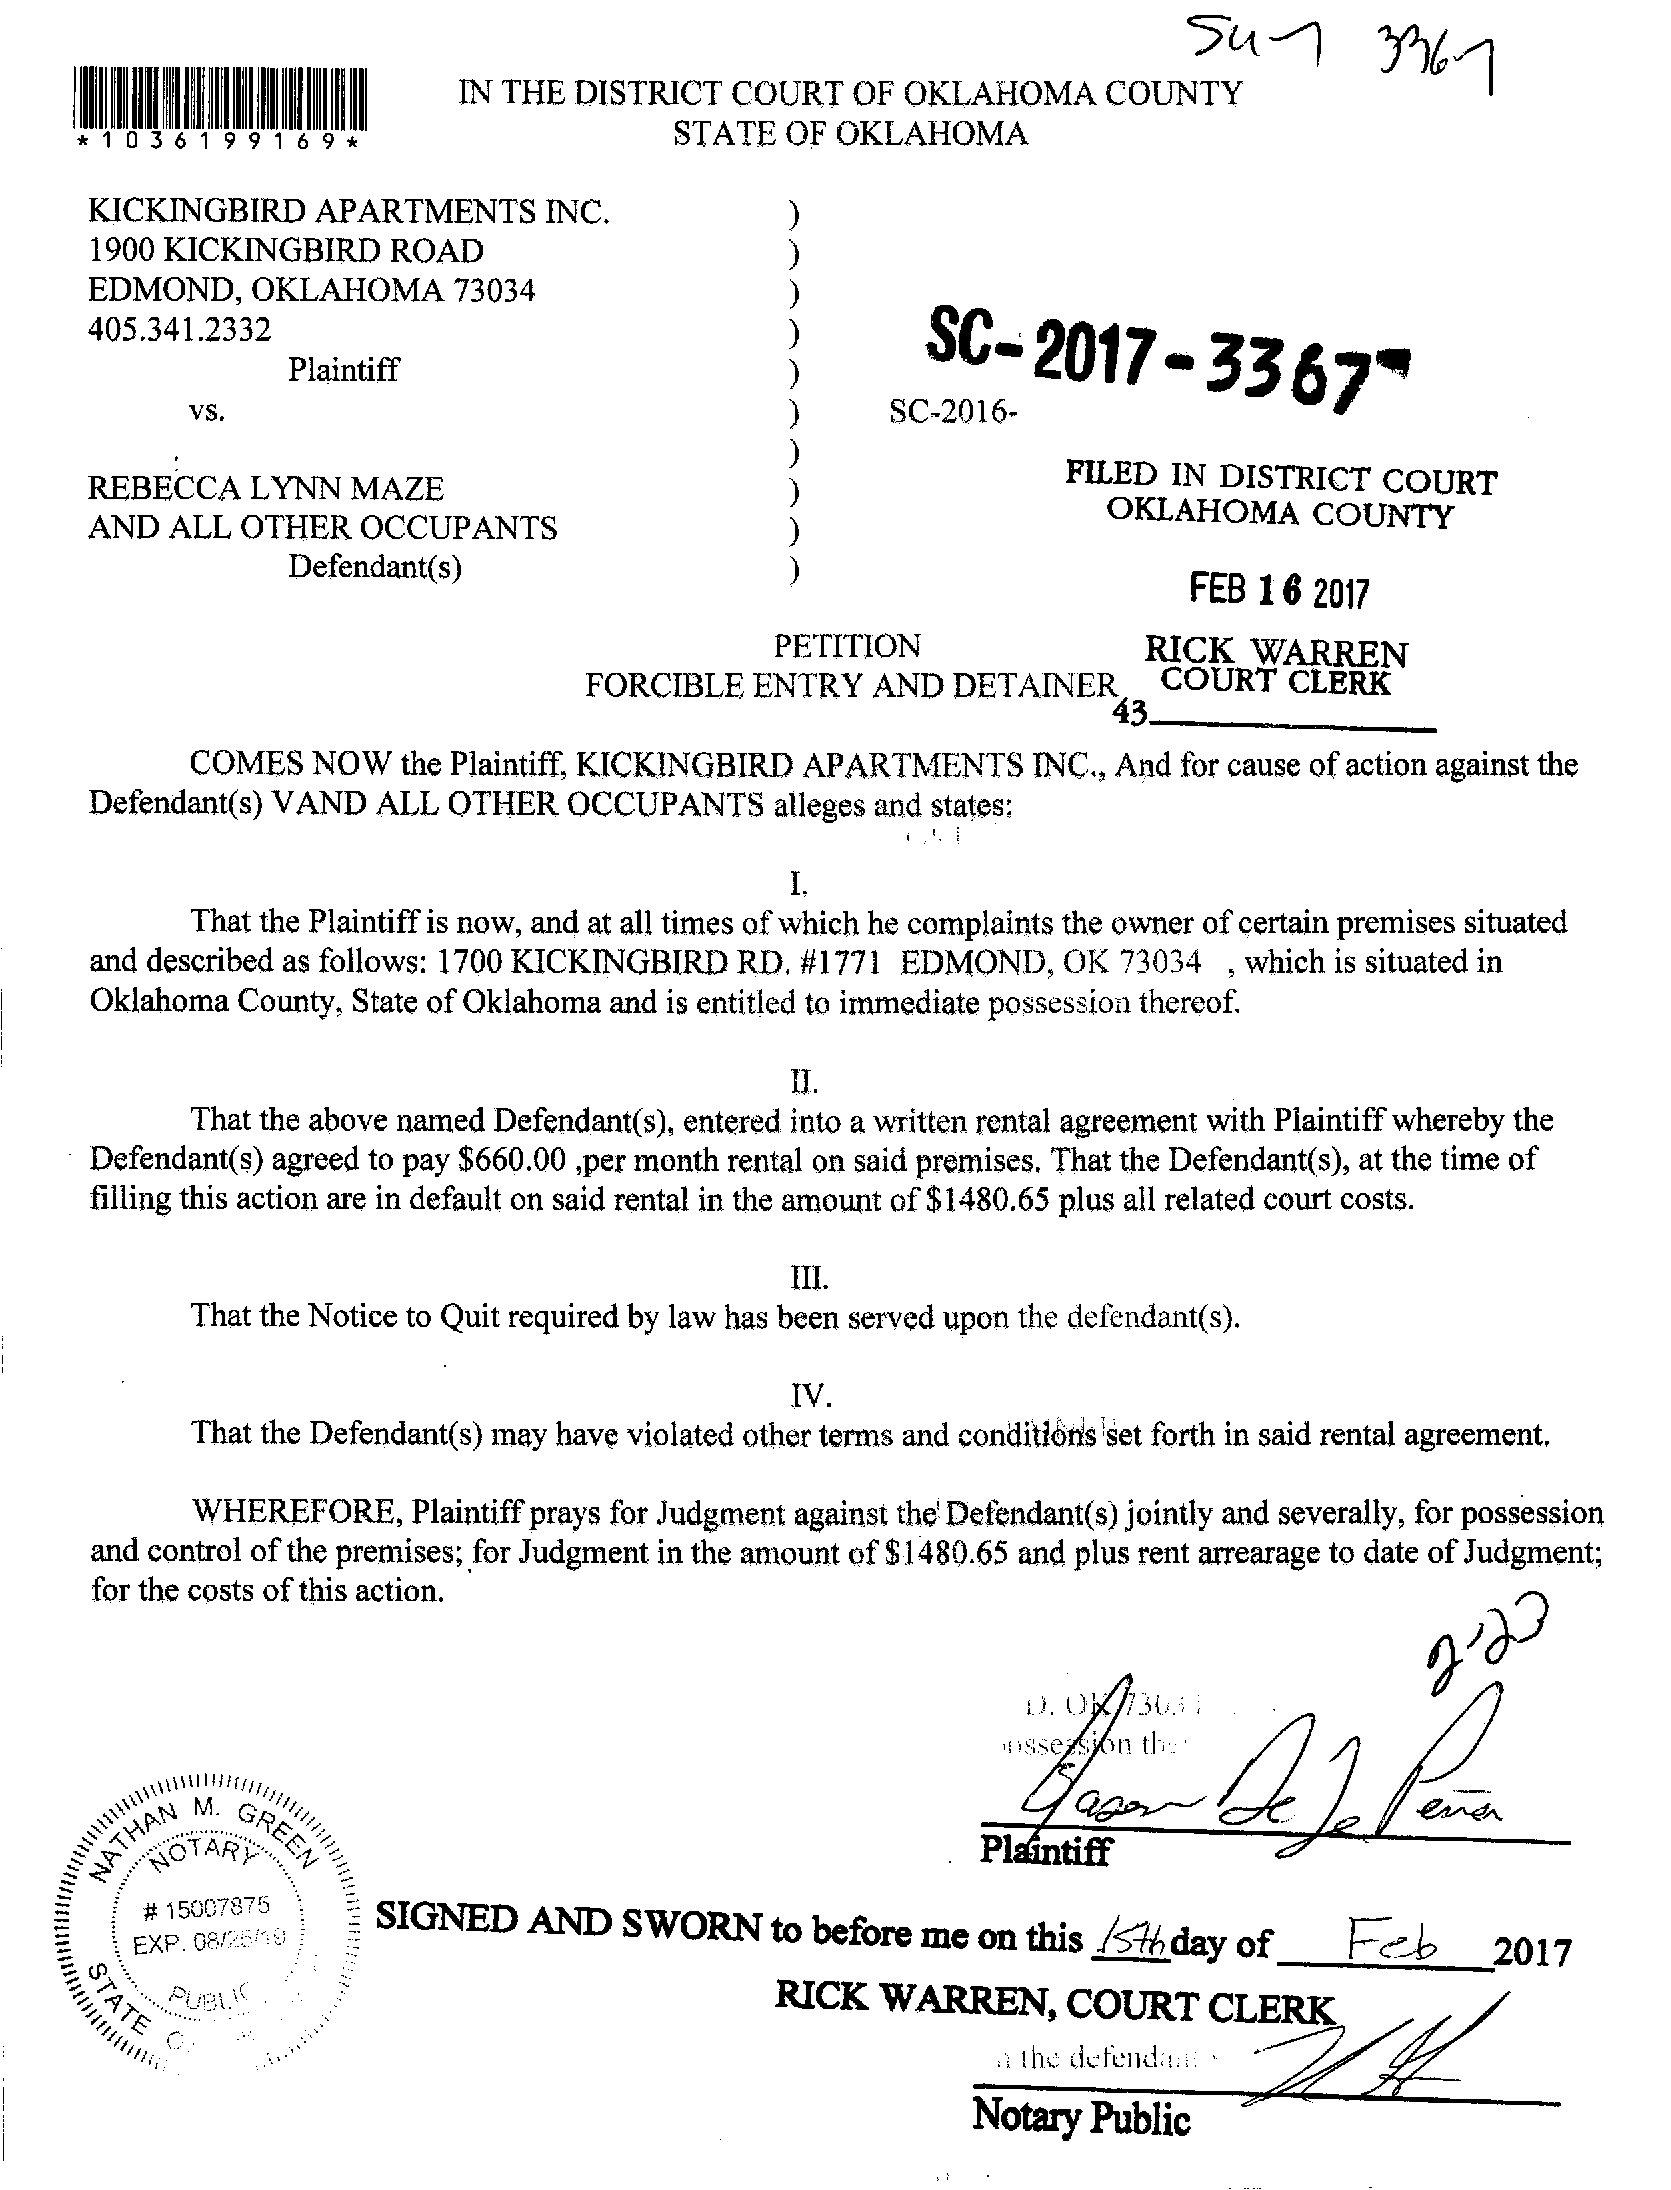 3367
*1036199169*
IN THE DISTRICT COURT OF OKLAHOMA COUNTY
STATE OF OKLAHOMA
KICKINGBIRD APARTMENTS INC. )
1900 KICKINGBIRD ROAD )
EDMOND, OKLAHOMA 73034 )
405.341.2332 )
Plaintiff )
vs. )
)
REBECCA LYNN MAZE )
AND ALL OTHER OCCUPANTS )
Defendant(s) )
SC-2017-3367
SC-2016-
FILED IN DISTRICT COURT
OKLAHOMA COUNTY
FEB 16 2017
RICK WARREN
COURT CLERK
43
PETITION
FORCIBLE ENTRY AND DETAINER
COMES NOW the Plaintiff, KICKINGBIRD APARTMENTS INC., And for cause of action against the
Defendant(s) VAND ALL OTHER OCCUPANTS alleges and states:
I.
That the Plaintiff is now, and at all times of which he complaints the owner of certain premises situated
and described as follows: 1700 KICKINGBIRD RD. #1771 EDMOND, OK 73034 , which is situated in
Oklahoma County, State of Oklahoma and is entitled to immediate possession thereof.
II.
That the above named Defendant(s), entered into a written rental agreement with Plaintiff whereby the
Defendant(s) agreed to pay $660.00 ,per month rental on said premises. That the Defendant(s), at the time of
filling this action are in default on said rental in the amount of $1480.65 plus all related court costs.
III.
That the Notice to Quit required by law has been served upon the defendant(s).
IV.
That the Defendant(s) may have violated other terms and conditions set forth in said rental agreement.
WHEREFORE, Plaintiff prays for Judgment against the Defendant(s) jointly and severally, for possession
and control of the premises; for Judgment in the amount of $1480.65 and plus rent arrearage to date of Judgment;
for the costs of this action.
Jason De La Peña
Plaintiff
NATHAN M. GREEN
NOTARY
# 15007875
EXP. 08/
PUBLIC
STATE
SIGNED AND SWORN to before me on this 15th day of Feb 2017
RICK WARREN, COURT CLERK
the
Notary Public